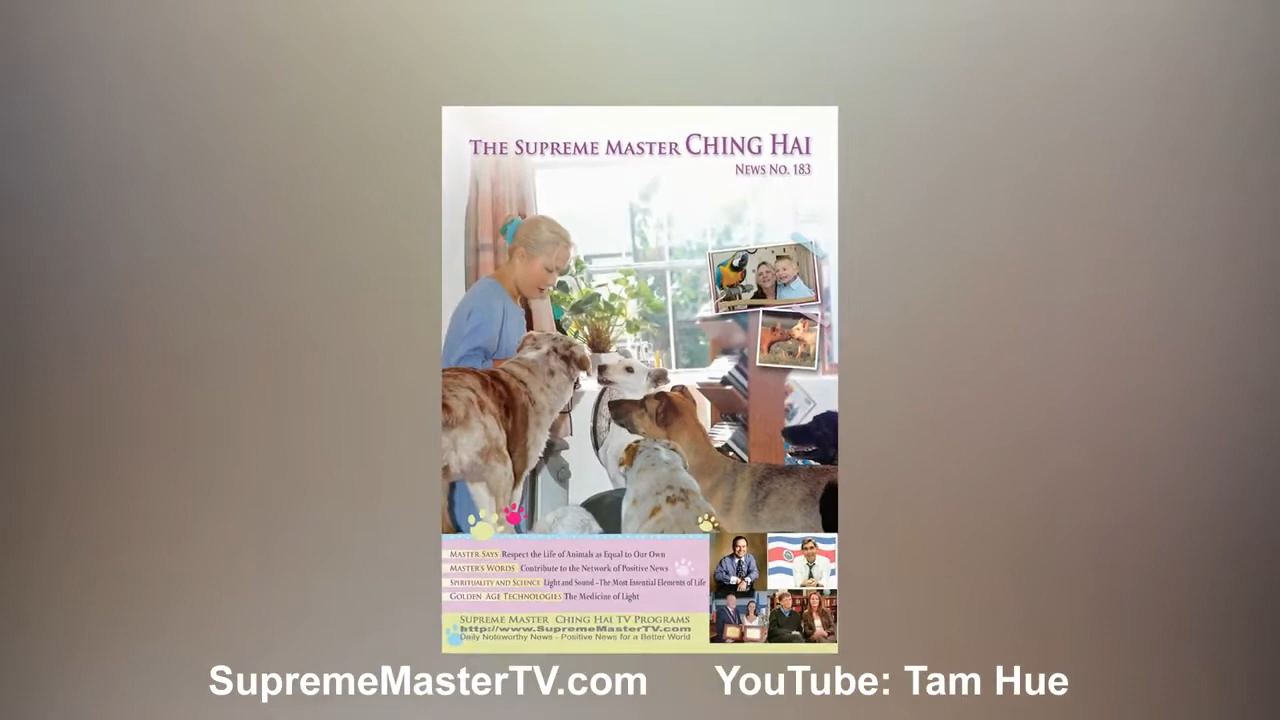 THE SUPREME MASTER CHING HAI
NEWS NO. 183
MASTER SAYS Respect the Life of Animals as Equal to Our Own
MASTER'S WORDS Contribute to the Network of Positive News
SPIRITUALITY AND SCIENCE Light and Sound - The Most Essential Elements of Life
GOLDEN AGE TECHNOLOGIES The Medicine of Light
SUPREME MASTER CHING HAI TV PROGRAMS
http://www.SupremeMasterTV.com
Daily Noteworthy News - Positive News for a Better World
SupremeMasterTV.com YouTube: Tam Hue